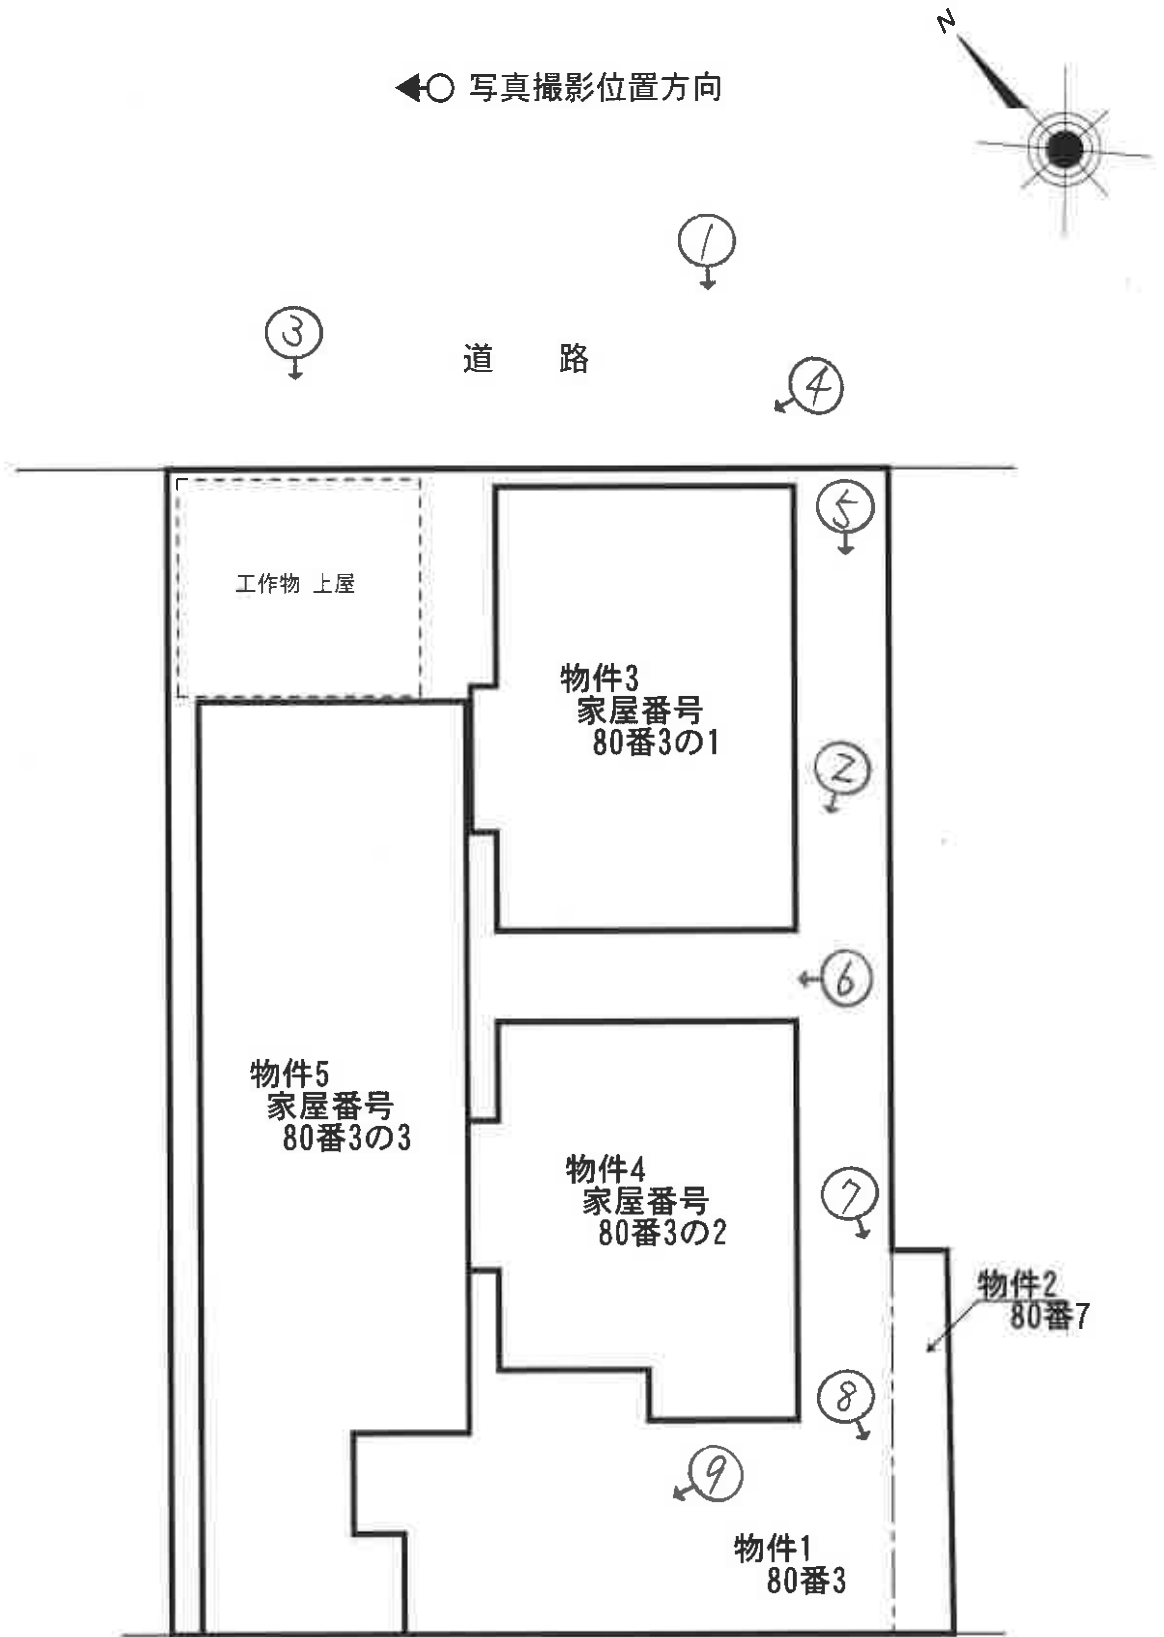 N
写真撮影位置方向
1
3
道 路
4
5
工作物 上屋
物件3
家屋番号
80番3の1
2
6
物件5
家屋番号
80番3の3
物件4
家屋番号
80番3の2
7
物件2
80番7
8
9
物件1
80番3